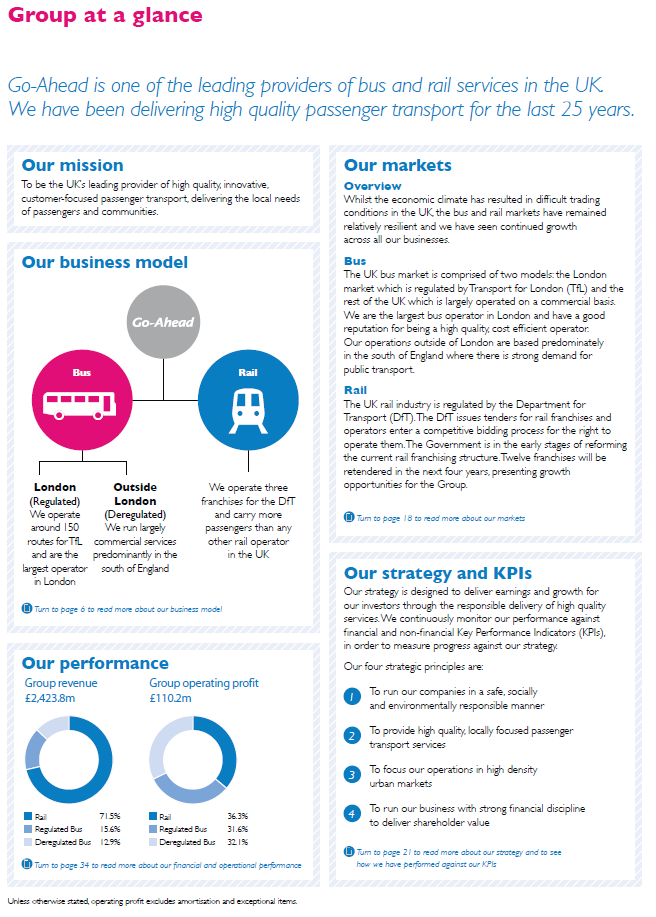 Group at a glance
Go-Ahead is one of the leading providers of bus and rail services in the UK.
We have been delivering high quality passenger transport for the last 25 years.
Our mission
To be the UK's leading provider of high quality, innovative,
customer-focused passenger transport, delivering the local needs
of passengers and communities.
Our business model
Go-Ahead
Bus
Rail
London
(Regulated)
We operate
around 150
routes for TfL
and are the
largest operator
in London
Outside
London
(Deregulated)
We run largely
commercial services
predominantly in the
south of England
We operate three
franchises for the DfT
and carry more
passengers than any
other rail operator
in the UK
Turn to page 6 to read more about our business model
Our performance
Group revenue
£2,423.8m
Rail 71.5%
Regulated Bus 15.6%
Deregulated Bus 12.9%
Group operating profit
£110.2m
Rail 36.3%
Regulated Bus 31.6%
Deregulated Bus 32.1%
Turn to page 34 to read more about our financial and operational performance
Our markets
Overview
Whilst the economic climate has resulted in difficult trading
conditions in the UK, the bus and rail markets have remained
relatively resilient and we have seen continued growth
across all our businesses.
Bus
The UK bus market is comprised of two models: the London
market which is regulated by Transport for London (TfL) and the
rest of the UK which is largely operated on a commercial basis.
We are the largest bus operator in London and have a good
reputation for being a high quality, cost efficient operator.
Our operations outside of London are based predominately
in the south of England where there is strong demand for
public transport.
Rail
The UK rail industry is regulated by the Department for
Transport (DfT). The DfT issues tenders for rail franchises and
operators enter a competitive bidding process for the right to
operate them. The Government is in the early stages of reforming
the current rail franchising structure. Twelve franchises will be
retendered in the next four years, presenting growth
opportunities for the Group.
Turn to page 18 to read more about our markets
Our strategy and KPIs
Our strategy is designed to deliver earnings and growth for
our investors through the responsible delivery of high quality
services. We continuously monitor our performance against
financial and non-financial Key Performance Indicators (KPIs),
in order to measure progress against our strategy.
Our four strategic principles are:
1 To run our companies in a safe, socially
and environmentally responsible manner
2 To provide high quality, locally focused passenger
transport services
3 To focus our operations in high density
urban markets
4 To run our business with strong financial discipline
to deliver shareholder value
Turn to page 21 to read more about our strategy and to see
how we have performed against our KPIs
Unless otherwise stated, operating profit excludes amortisation and exceptional items.